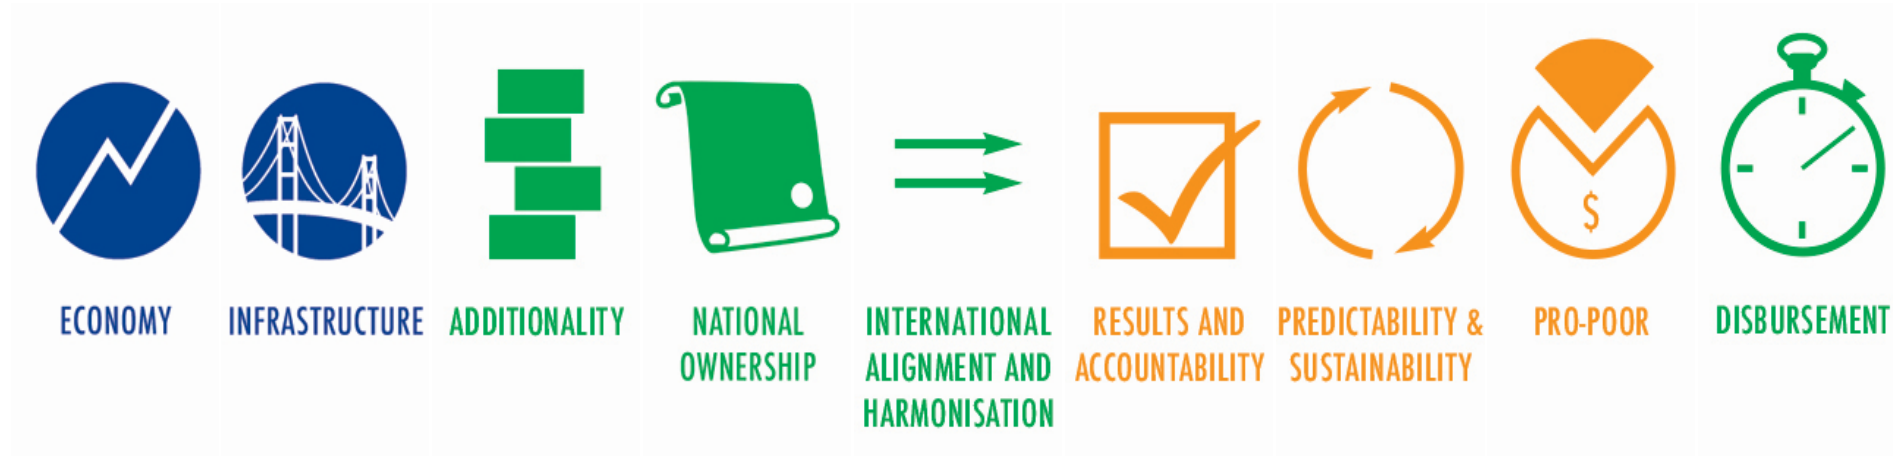 $
ECONOMY
INFRASTRUCTURE
ADDITIONALITY
NATIONAL
OWNERSHIP
INTERNATIONAL
ALIGNMENT AND
HARMONISATION
RESULTS AND
ACCOUNTABILITY
PREDICTABILITY &
SUSTAINABILITY
PRO-POOR
DISBURSEMENT